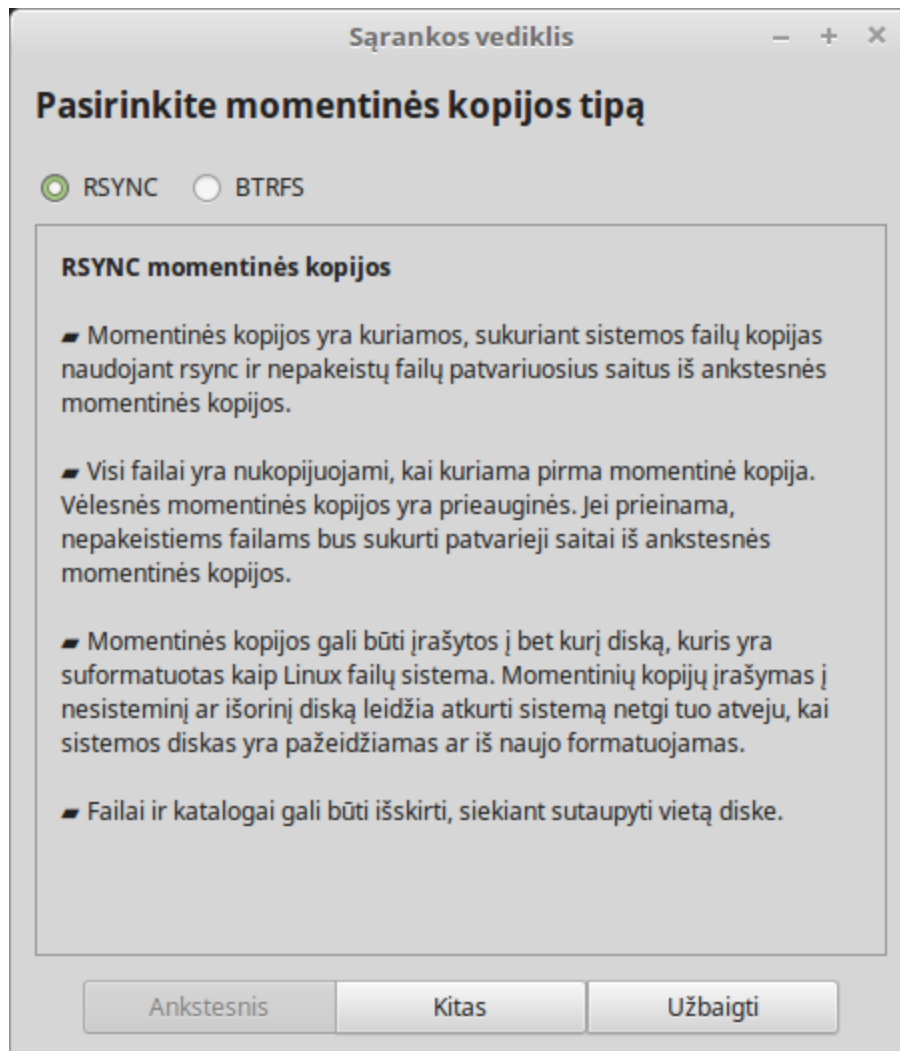 Sąrankos vediklis
Pasirinkite momentinės kopijos tipą
RSYNC BTRFS
RSYNC momentinės kopijos
▰ Momentinės kopijos yra kuriamos, sukuriant sistemos failų kopijas
naudojant rsync ir nepakeistų failų patvariuosius saitus iš ankstesnės
momentinės kopijos.
▰ Visi failai yra nukopijuojami, kai kuriama pirma momentinė kopija.
Vėlesnės momentinės kopijos yra prieauginės. Jei prieinama,
nepakeistiems failams bus sukurti patvarieji saitai iš ankstesnės
momentinės kopijos.
▰ Momentinės kopijos gali būti įrašytos į bet kurį diską, kuris yra
suformatuotas kaip Linux failų sistema. Momentinių kopijų įrašymas į
nesisteminį ar išorinį diską leidžia atkurti sistemą netgi tuo atveju, kai
sistemos diskas yra pažeidžiamas ar iš naujo formatuojamas.
▰ Failai ir katalogai gali būti išskirti, siekiant sutaupyti vietą diske.
Ankstesnis Kitas Užbaigti